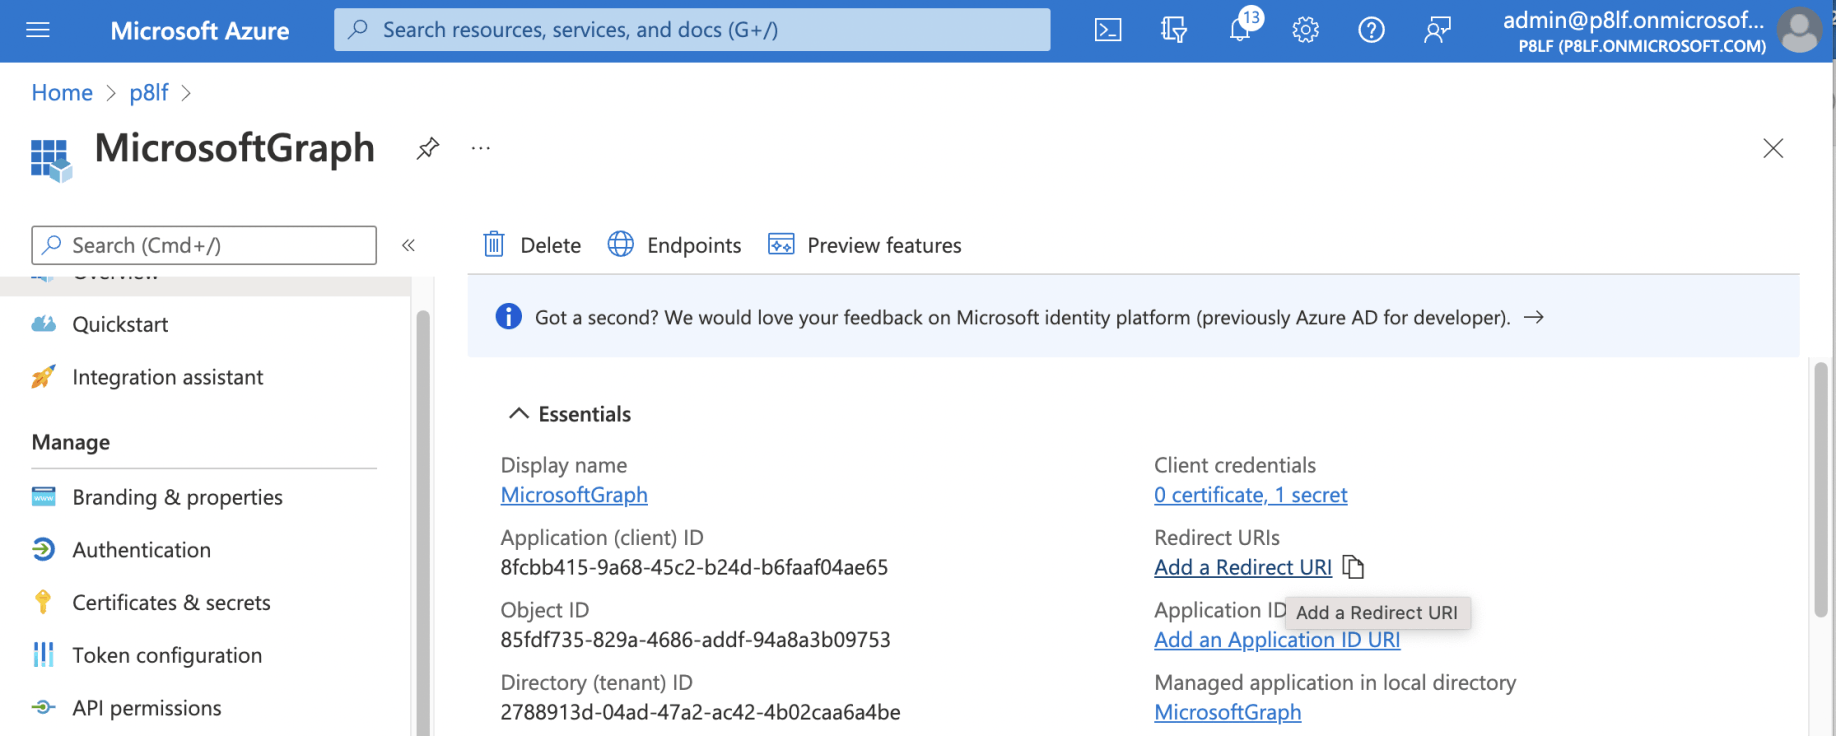 Microsoft Azure
Search resources, services, and docs (G+/)
13
admin@p8lf.onmicrosof...
P8LF (P8LF.ONMICROSOFT.COM)
Home > p8lf >
MicrosoftGraph ...
Search (Cmd+/) «
Overview
Quickstart
Integration assistant
Manage
Branding & properties
Authentication
Certificates & secrets
Token configuration
API permissions
Delete Endpoints Preview features
Got a second? We would love your feedback on Microsoft identity platform (previously Azure AD for developer). →
Essentials
Display name
MicrosoftGraph
Application (client) ID
8fcbb415-9a68-45c2-b24d-b6faaf04ae65
Object ID
85fdf735-829a-4686-addf-94a8a3b09753
Directory (tenant) ID
2788913d-04ad-47a2-ac42-4b02caa6a4be
Client credentials
0 certificate, 1 secret
Redirect URIs
Add a Redirect URI
Application ID
Add a Redirect URI
Add an Application ID URI
Managed application in local directory
MicrosoftGraph